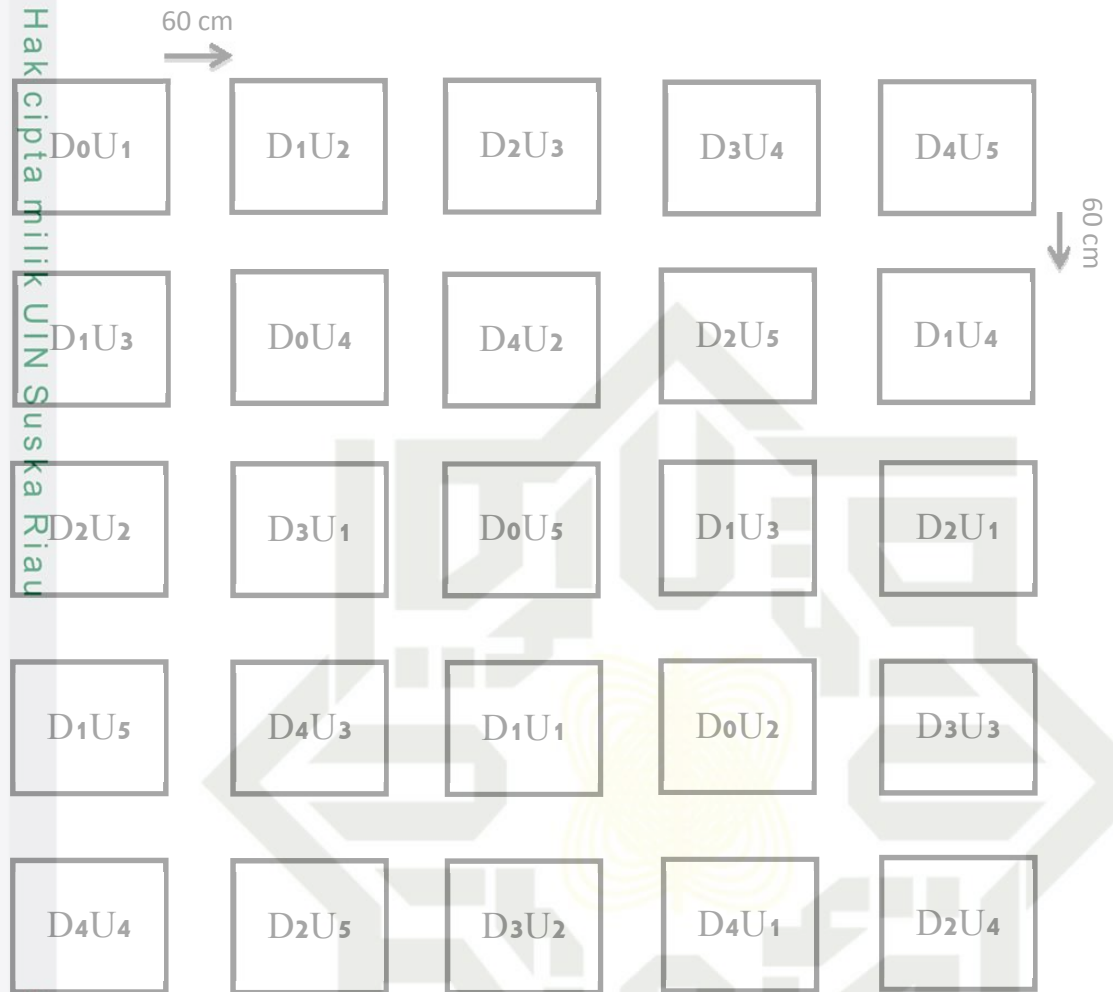 60 cm
D0U1 D1U2 D2U3 D3U4 D4U5
60 cm
D1U3 D0U4 D4U2 D2U5 D1U4
D2U2 D3U1 D0U5 D1U3 D2U1
D1U5 D4U3 D1U1 D0U2 D3U3
D4U4 D2U5 D3U2 D4U1 D2U4
Hak cipta milik UIN Suska Riau